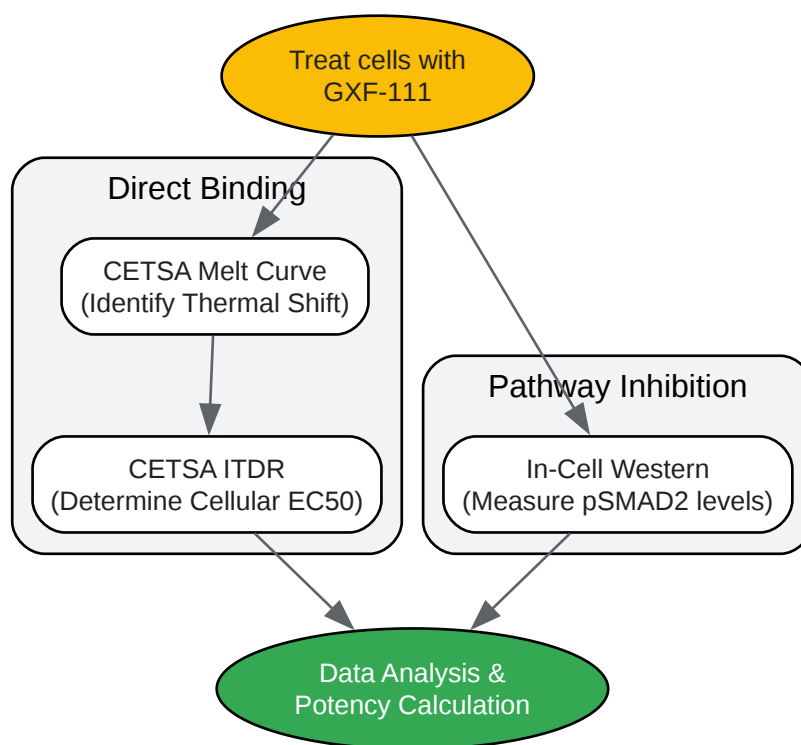 Treat cells with
GXF-111
Direct Binding
CETSA Melt Curve
(Identify Thermal Shift)
Pathway Inhibition
CETSA ITDR
(Determine Cellular EC50)
In-Cell Western
(Measure pSMAD2 levels)
Data Analysis &
Potency Calculation